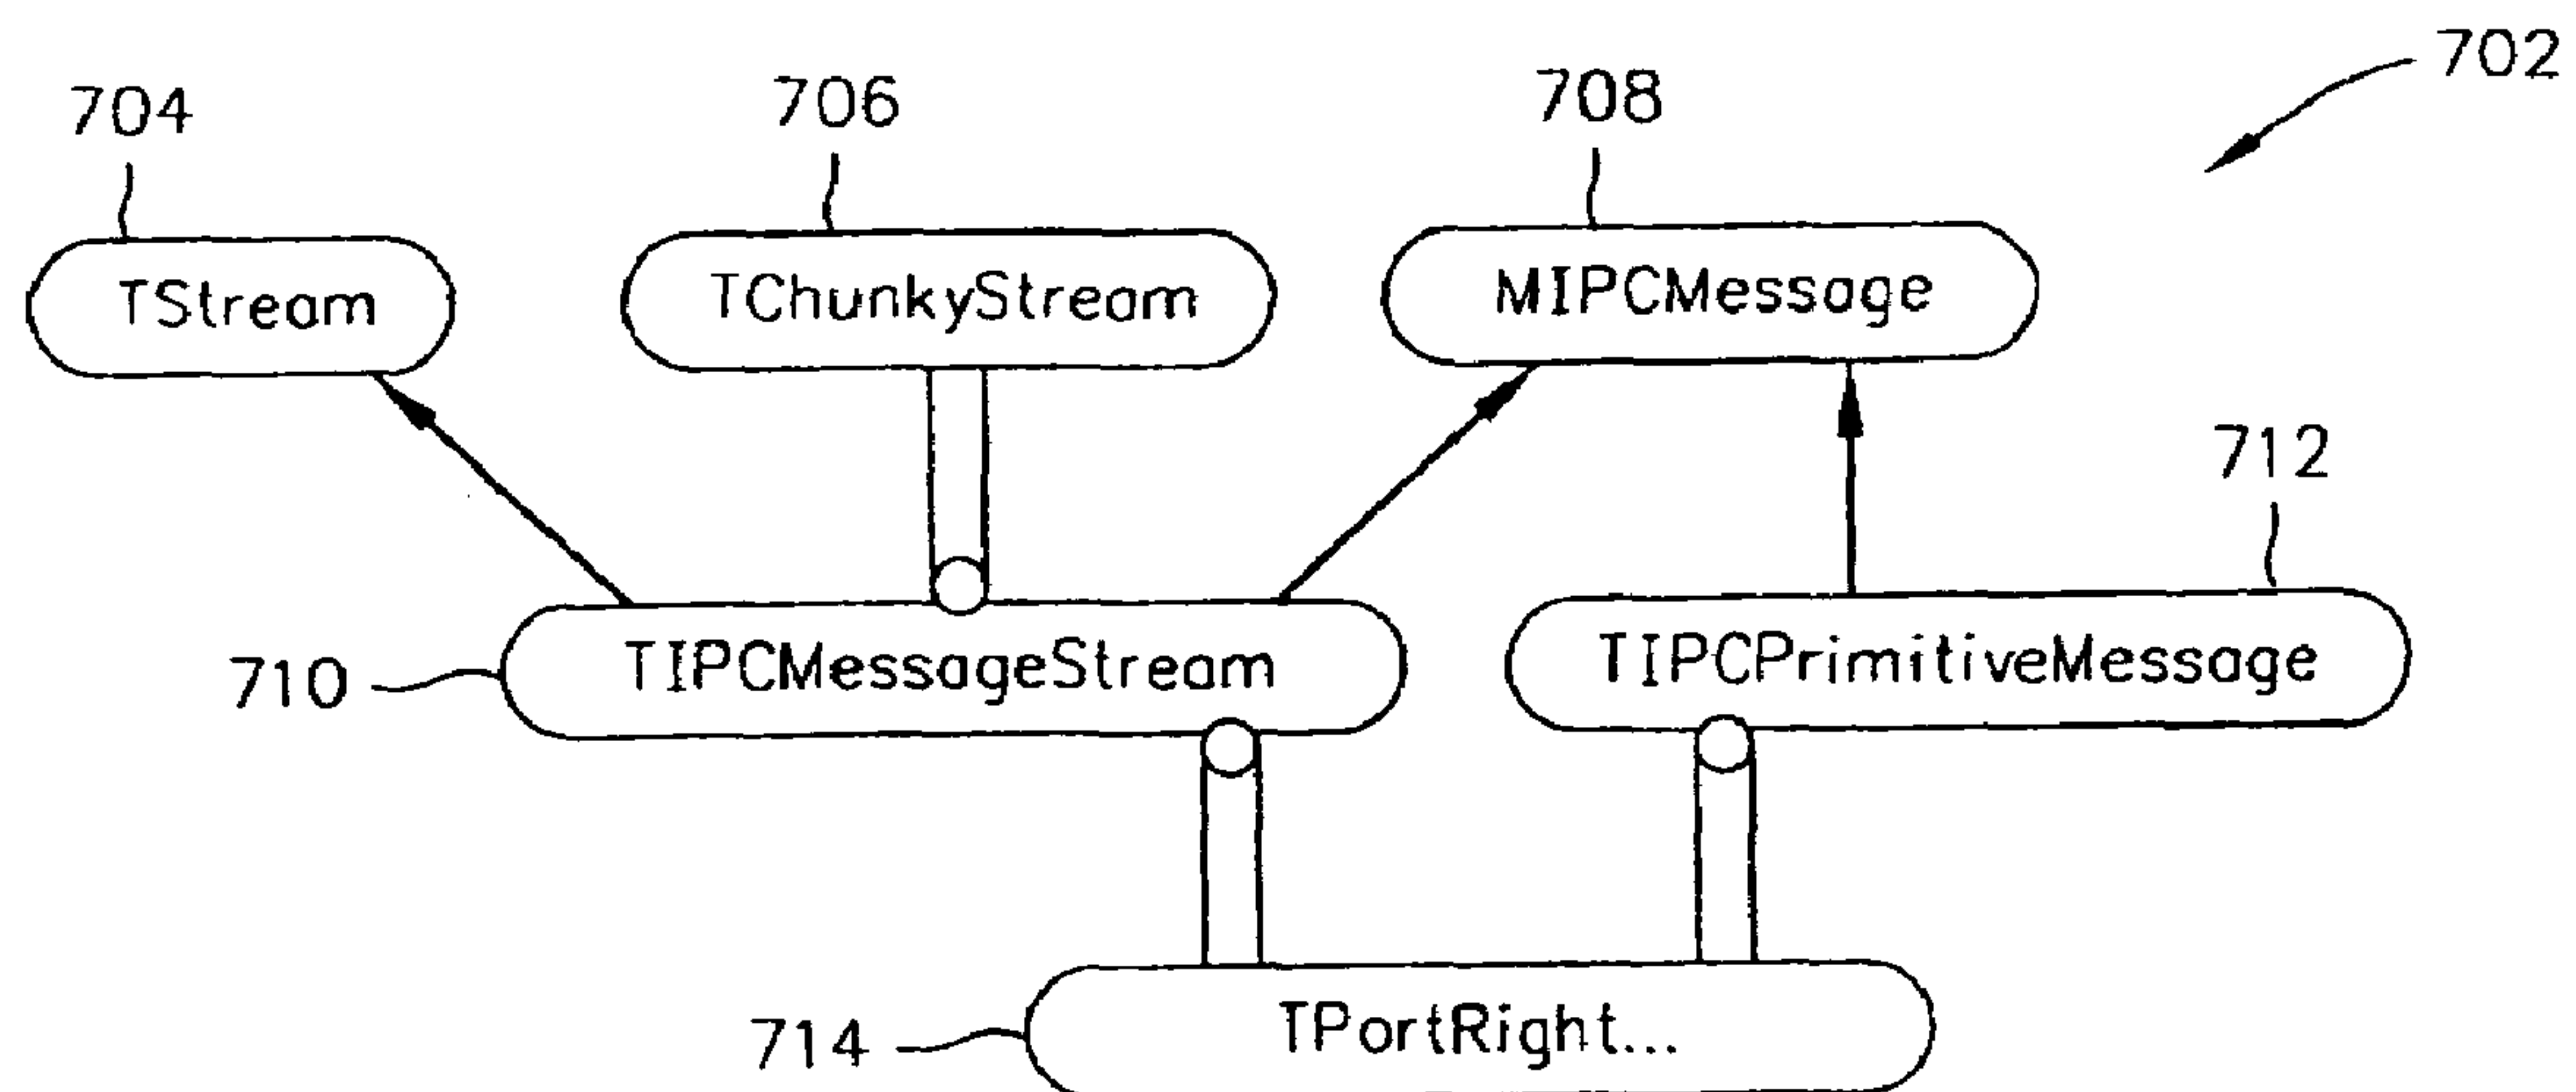 702
704
706
708
TStream
TChunkyStream
MIPCMessage
712
710
TIPCMessageStream
TIPCPrimitiveMessage
714
TPortRight...